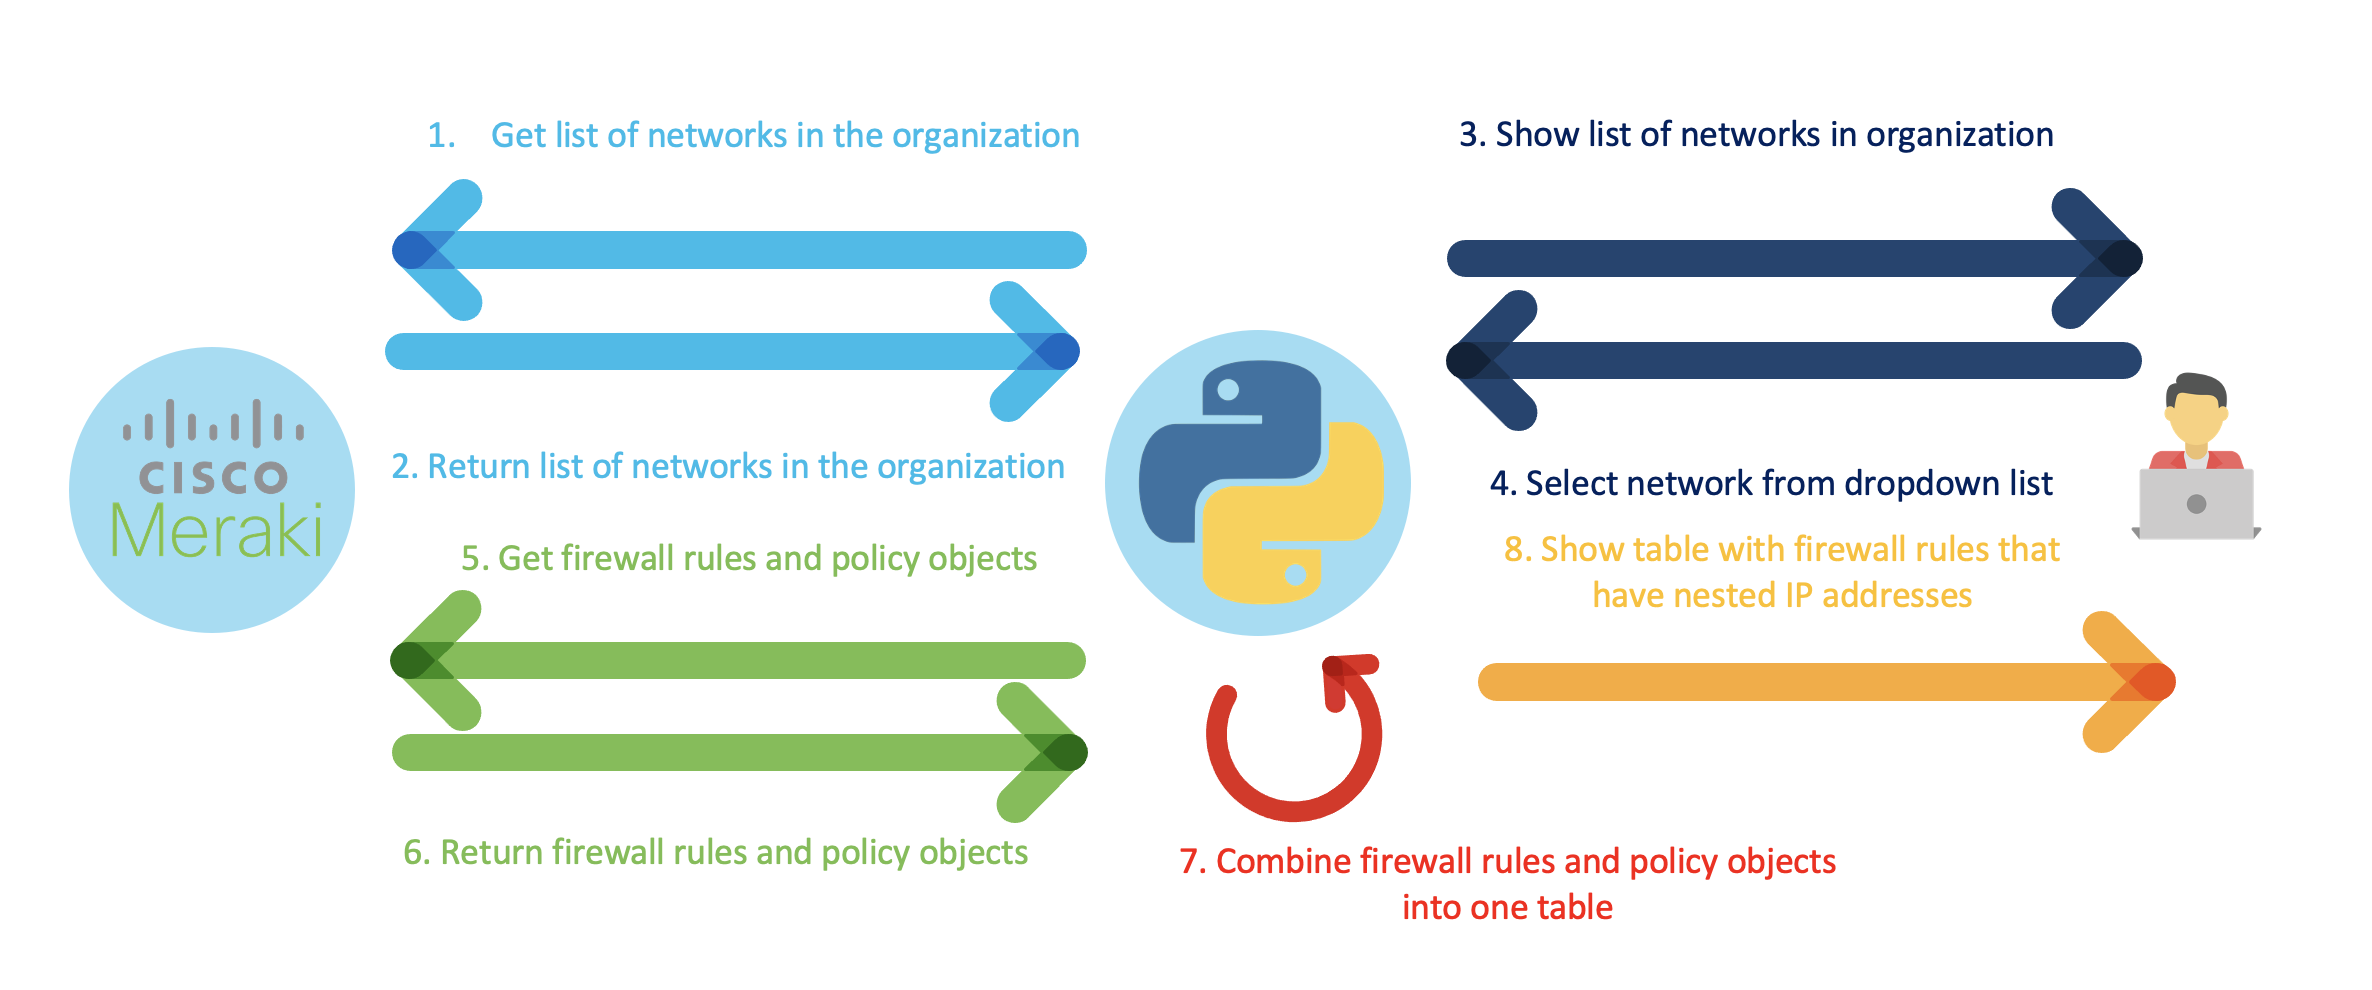 1. Get list of networks in the organization
3. Show list of networks in organization
2. Return list of networks in the organization
4. Select network from dropdown list
CISCO
Meraki
5. Get firewall rules and policy objects
8. Show table with firewall rules that
have nested IP addresses
6. Return firewall rules and policy objects
7. Combine firewall rules and policy objects
into one table